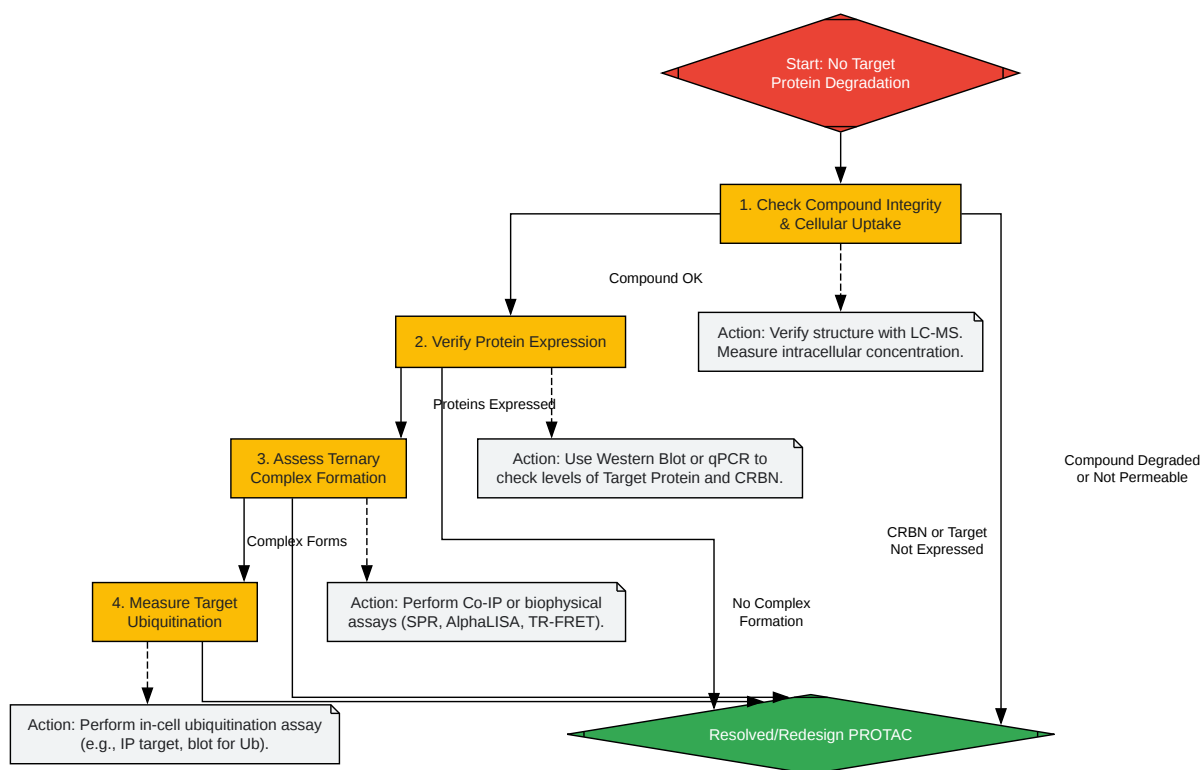 Start: No Target
Protein Degradation
1. Check Compound Integrity
& Cellular Uptake
Compound OK
Action: Verify structure with LC-MS.
Measure intracellular concentration.
2. Verify Protein Expression
Proteins Expressed
Action: Use Western Blot or qPCR to
check levels of Target Protein and CRBN.
Compound Degraded
or Not Permeable
3. Assess Ternary
Complex Formation
CRBN or Target
Not Expressed
Complex Forms
Action: Perform Co-IP or biophysical
assays (SPR, AlphaLISA, TR-FRET).
No Complex
Formation
4. Measure Target
Ubiquitination
Action: Perform in-cell ubiquitination assay
(e.g., IP target, blot for Ub).
Resolved/Redesign PROTAC